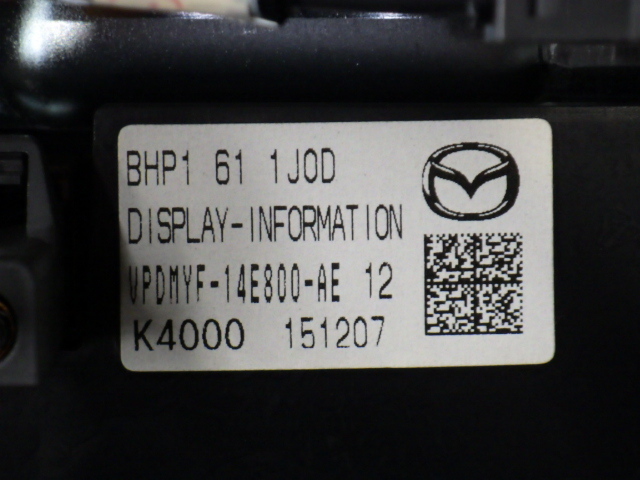 BHP1 61 1J0D
DISPLAY-INFORMATION
VPDMYF-14E800-AE 12
K4000 151207